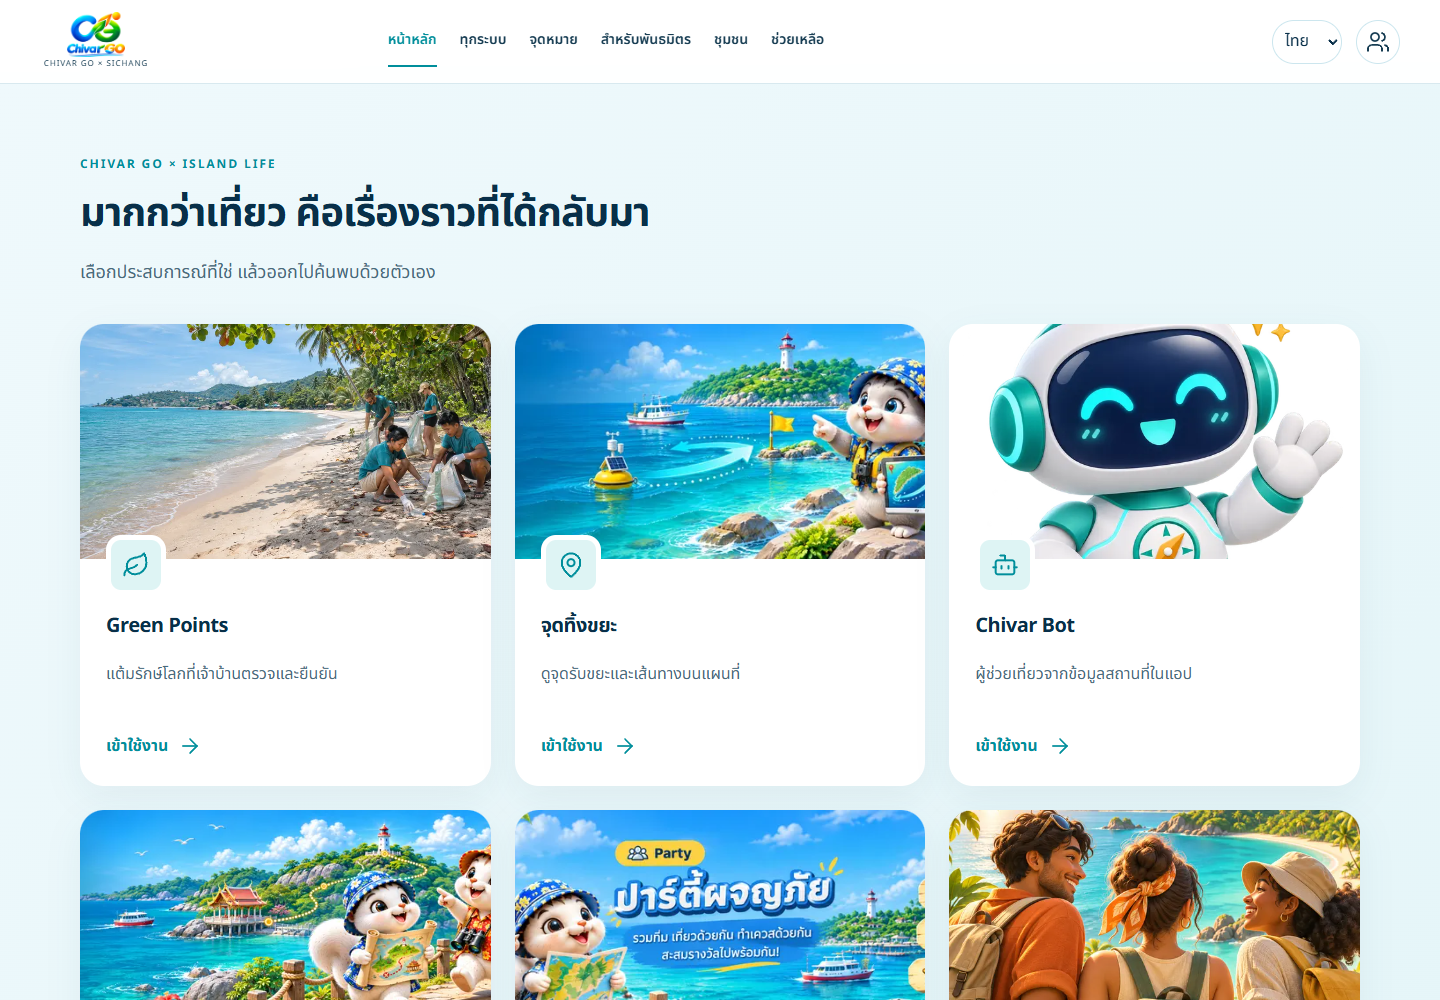 ChivarGO
CHIVAR GO × SICHANG
หน้าหลัก
ทุกระบบ
จุดหมาย
สำหรับพันธมิตร
ชุมชน
ช่วยเหลือ
ไทย
CHIVAR GO × ISLAND LIFE
มากกว่าเที่ยว คือเรื่องราวที่ได้กลับมา
เลือกประสบการณ์ที่ใช่ แล้วออกไปค้นพบด้วยตัวเอง
Green Points
แต้มรักษ์โลกที่เจ้าบ้านตรวจและยืนยัน
เข้าใช้งาน
จุดทิ้งขยะ
ดูจุดรับขยะและเส้นทางบนแผนที่
เข้าใช้งาน
Chivar Bot
ผู้ช่วยเที่ยวจากข้อมูลสถานที่ในแอป
เข้าใช้งาน
Party
ปาร์ตี้ผจญภัย
รวมทีม เที่ยวด้วยกัน ทำเควสด้วยกัน
สะสมรางวัลไปพร้อมกัน!